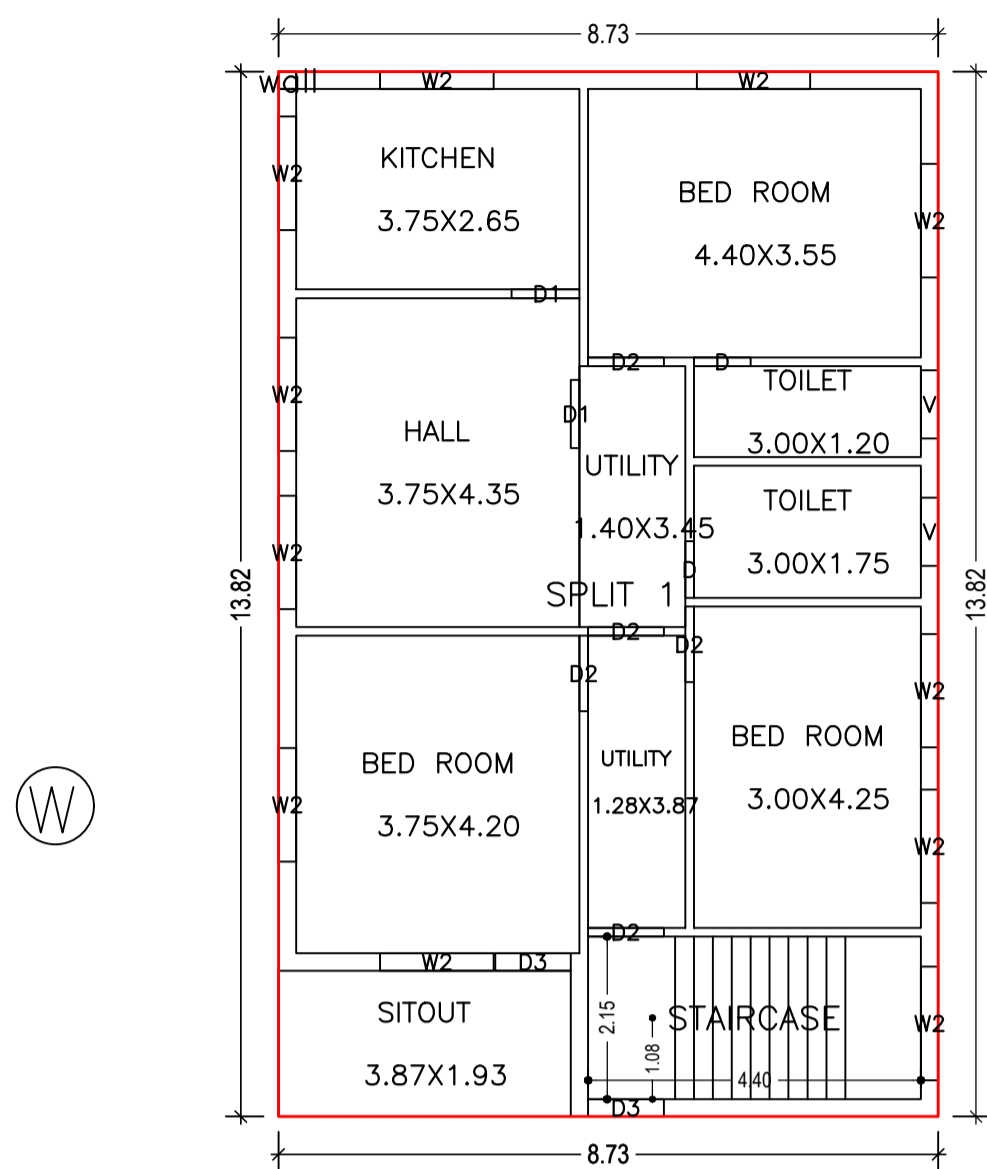 8.73
wall
W2
W2
KITCHEN
3.75X2.65
W2
BED ROOM
4.40X3.55
W2
D1
D2
D
TOILET
3.00X1.20
V
W2
D1
HALL
3.75X4.35
UTILITY
1.40X3.45
TOILET
3.00X1.75
V
W2
D
SPLIT 1
13.82
13.82
D2
D2
D2
W2
BED ROOM
3.75X4.20
UTILITY
1.28X3.87
BED ROOM
3.00X4.25
W
W2
W2
D2
W2
D3
SITOUT
3.87X1.93
2.15
1.08
STAIRCASE
W2
4.40
D3
8.73